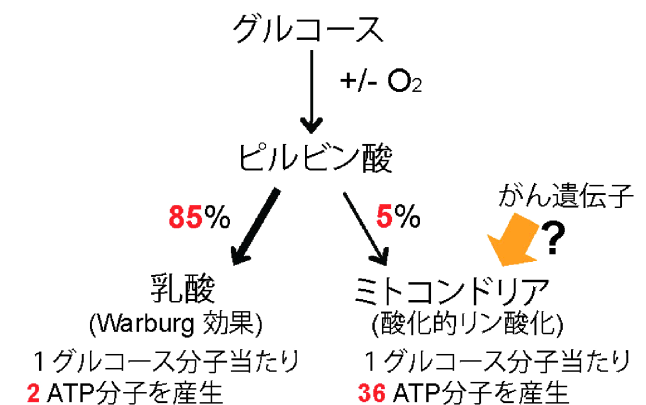 グルコース
+/- O2
ピルビン酸
85%
5%
がん遺伝子
?
乳酸
(Warburg 効果)
1グルコース分子当たり
2 ATP分子を産生
ミトコンドリア
(酸化的リン酸化)
1グルコース分子当たり
36 ATP分子を産生